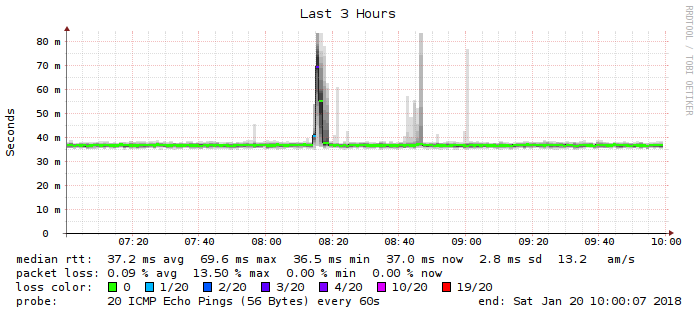 Last 3 Hours
RRDTOOL / TOBI OETIKER
Seconds
80 m
70 m
60 m
50 m
40 m
30 m
20 m
10 m
0
07:20 07:40 08:00 08:20 08:40 09:00 09:20 09:40 10:00
median rtt: 37.2 ms avg 69.6 ms max 36.5 ms min 37.0 ms now 2.8 ms sd 13.2 am/s
packet loss: 0.09 % avg 13.50 % max 0.00 % min 0.00 % now
loss color: 0 1/20 2/20 3/20 4/20 10/20 19/20
probe: 20 ICMP Echo Pings (56 Bytes) every 60s end: Sat Jan 20 10:00:07 2018